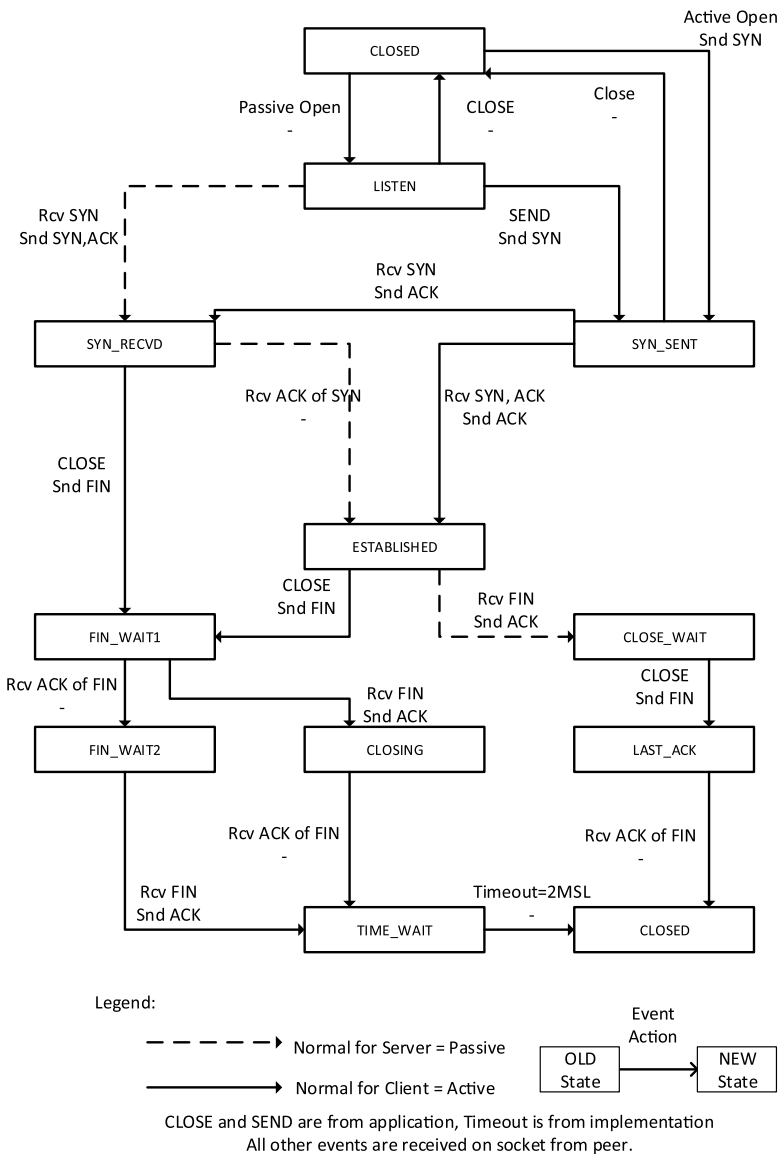 Active Open
Snd SYN
CLOSED
Passive Open
-
CLOSE
-
Close
-
LISTEN
Rcv SYN
Snd SYN,ACK
SEND
Snd SYN
Rcv SYN
Snd ACK
SYN_RECVD
SYN_SENT
Rcv ACK of SYN
-
Rcv SYN, ACK
Snd ACK
CLOSE
Snd FIN
ESTABLISHED
CLOSE
Snd FIN
Rcv FIN
Snd ACK
FIN_WAIT1
CLOSE_WAIT
Rcv ACK of FIN
-
Rcv FIN
Snd ACK
CLOSE
Snd FIN
FIN_WAIT2
CLOSING
LAST_ACK
Rcv ACK of FIN
-
Rcv ACK of FIN
-
Rcv FIN
Snd ACK
Timeout=2MSL
-
TIME_WAIT
CLOSED
Legend:
Normal for Server = Passive
Normal for Client = Active
Event
Action
OLD
State
NEW
State
CLOSE and SEND are from application, Timeout is from implementation
All other events are received on socket from peer.